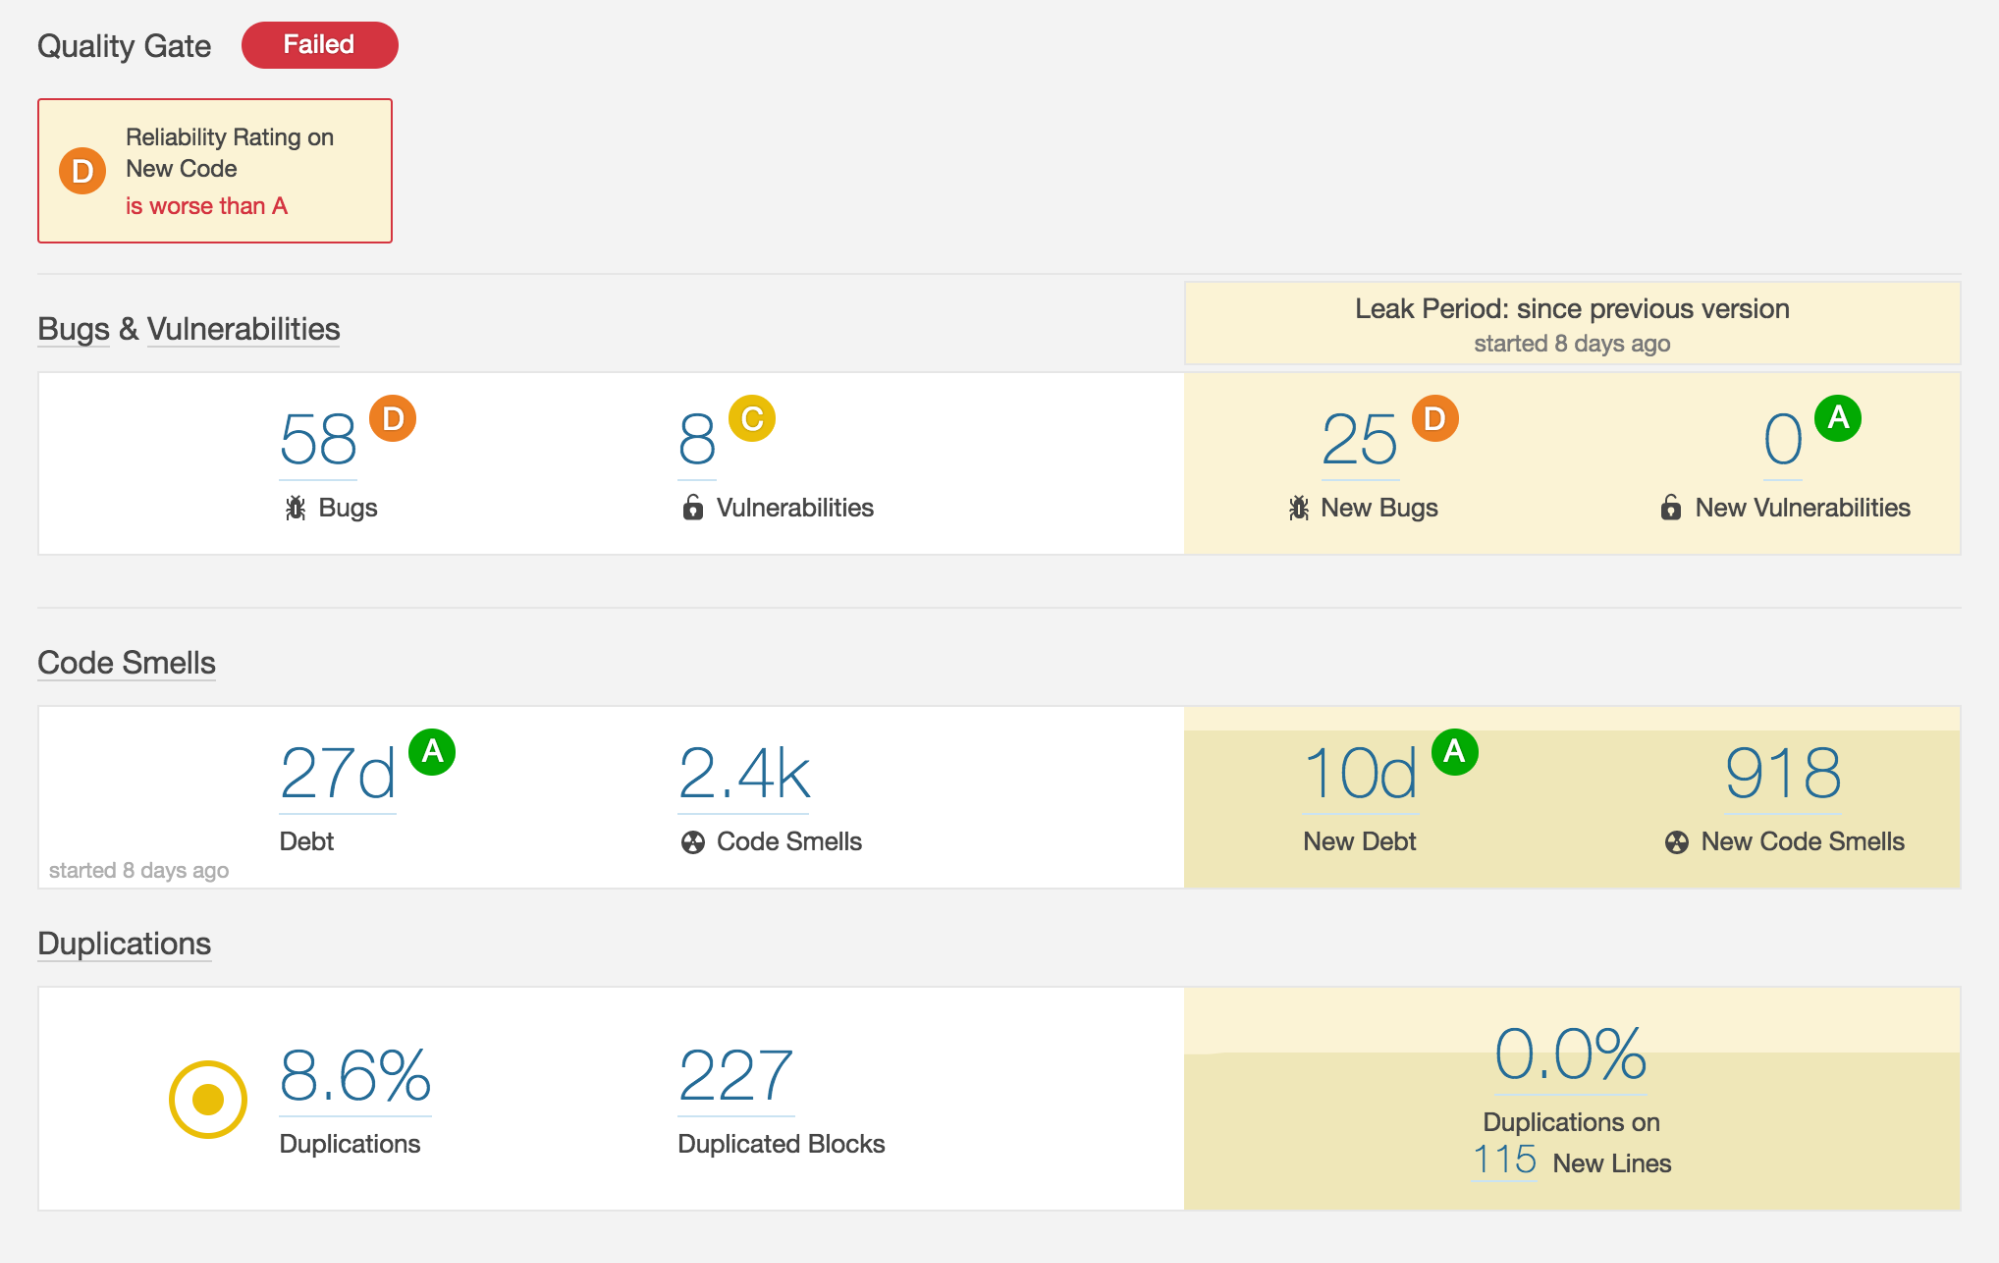 Quality Gate Failed
D
Reliability Rating on
New Code
is worse than A
Bugs & Vulnerabilities
Leak Period: since previous version
started 8 days ago
58 D
Bugs
8 C
Vulnerabilities
25 D
New Bugs
0 A
New Vulnerabilities
Code Smells
27d A
Debt
2.4k
Code Smells
started 8 days ago
10d A
New Debt
918
New Code Smells
Duplications
8.6%
Duplications
227
Duplicated Blocks
0.0%
Duplications on
115 New Lines